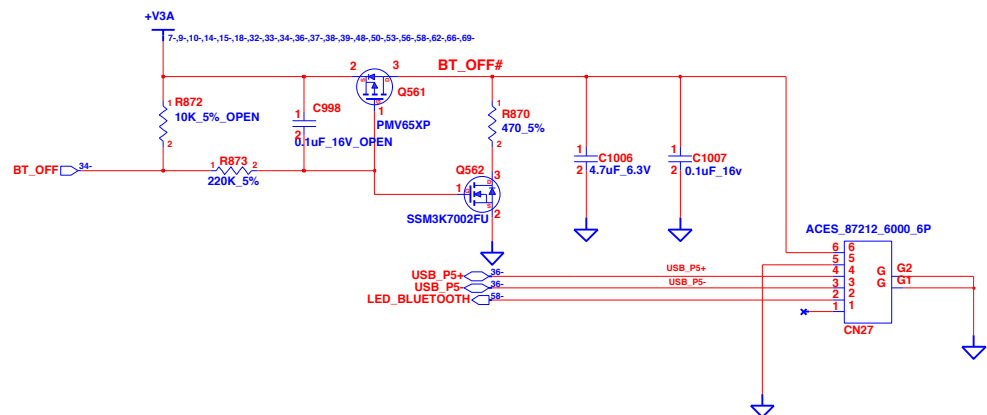 +V3A
7-,9-,10-,14-,15-,18-,32-,33-,34-,36-,37-,38-,39-,48-,50-,53-,56-,58-,62-,66-,69-
2 3 BT_OFF#
S D
Q561
G
1
PMV65XP
1 R872
10K_5%_OPEN
2
C998
1
2
0.1uF_16V_OPEN
1 R870
470_5%
2
BT_OFF 34-
1 R873 2
220K_5%
Q562
3
1 G D
S
2
SSM3K7002FU
1 C1006
2 4.7uF_6.3V
1 C1007
2 0.1uF_16v
ACES_87212_6000_6P
6 6
5 5
4 4 G G2
3 3 G G1
2 2
1 1
CN27
USB_P5+ 36- USB_P5+
USB_P5- 36- USB_P5-
LED_BLUETOOTH 58-